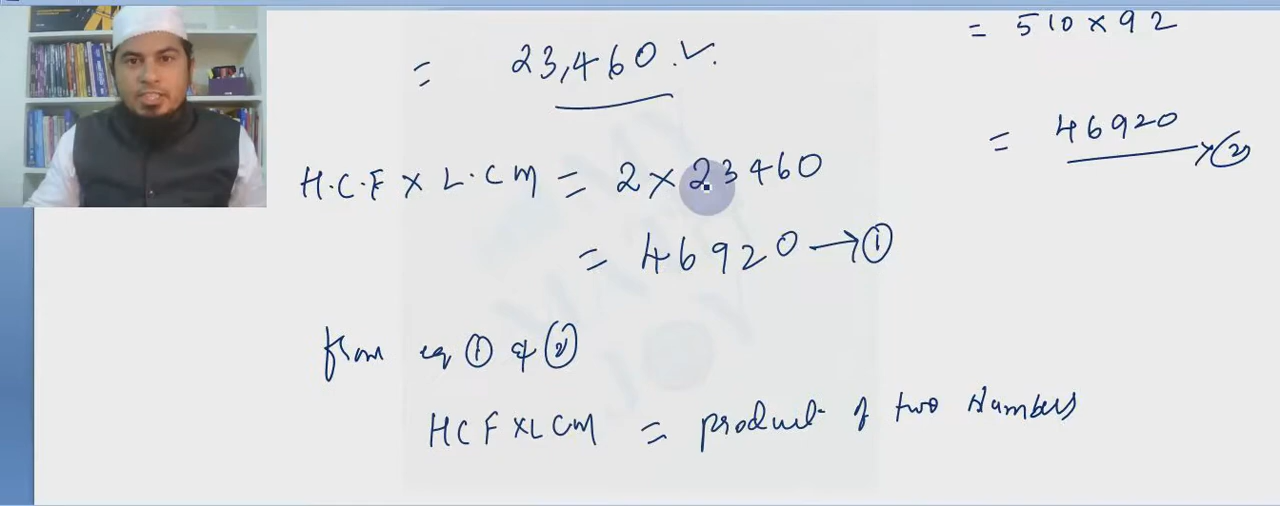 = 510 × 92
= 23,460.
= 46920 → ②
H.C.F × L.CM = 2 × 23460
= 46920 → ①
from eq ① & ②
HCF × LCM = product of two Numbers